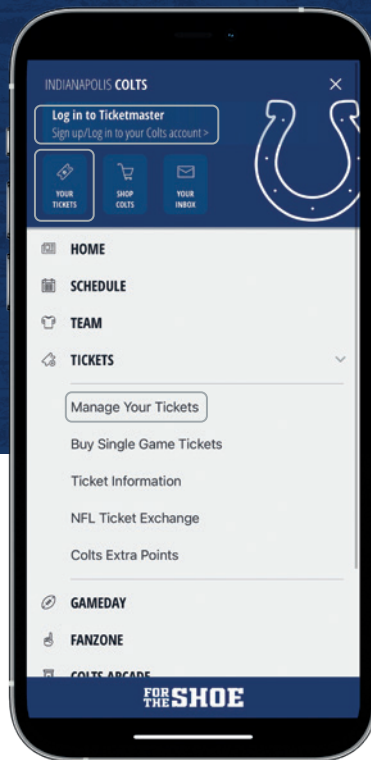 INDIANAPOLIS COLTS
Log in to Ticketmaster
Sign up/Log in to your Colts account >
YOUR
TICKETS
SHOP
COLTS
YOUR
INBOX
HOME
SCHEDULE
TEAM
TICKETS
Manage Your Tickets
Buy Single Game Tickets
Ticket Information
NFL Ticket Exchange
Colts Extra Points
GAMEDAY
FANZONE
COLTS ARCADE
FOR THE SHOE